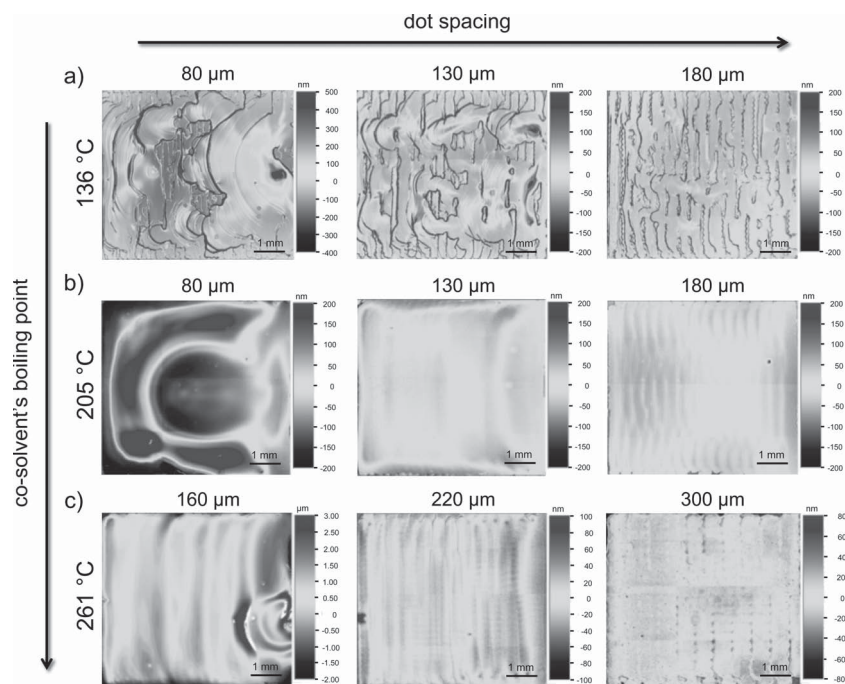 dot spacing
co-solvent's boiling point
a)
80 µm
130 µm
180 µm
136 °C
nm
500
400
300
200
100
0
-100
-200
-300
-400
1 mm
nm
200
150
100
50
0
-50
-100
-150
-200
1 mm
nm
200
150
100
50
0
-50
-100
-150
-200
1 mm
b)
80 µm
130 µm
180 µm
205 °C
nm
200
150
100
50
0
-50
-100
-150
-200
1 mm
nm
200
150
100
50
0
-50
-100
-150
-200
1 mm
nm
200
150
100
50
0
-50
-100
-150
-200
1 mm
c)
160 µm
220 µm
300 µm
261 °C
µm
3.00
2.50
2.00
1.50
1.00
0.50
0.00
-0.50
-1.00
-1.50
-2.00
1 mm
nm
100
80
60
40
20
0
-20
-40
-60
-80
-100
1 mm
nm
80
60
40
20
0
-20
-40
-60
-80
1 mm